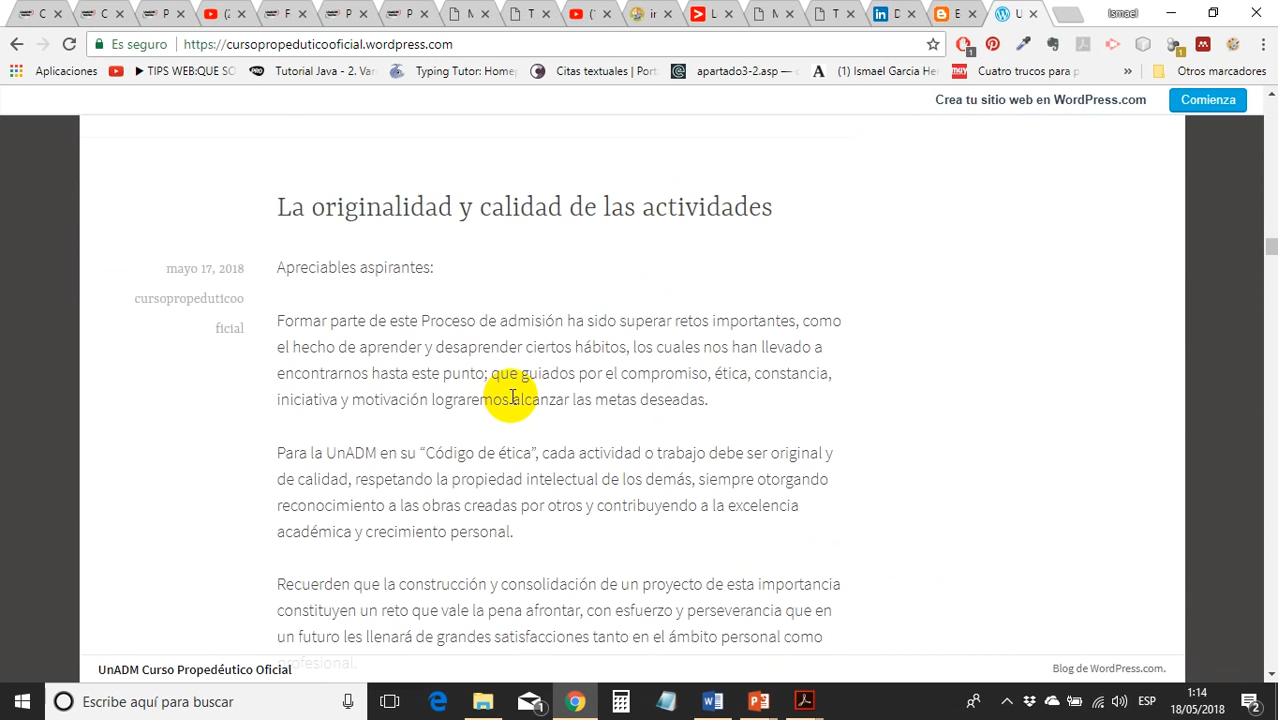 C
C
P
(2
F
P
P
M
T
(1
in
L
M
T
D
E
U
Ismael
Es seguro
https://cursopropeduticooficial.wordpress.com
Aplicaciones
► TIPS WEB:QUE SO
Tutorial Java - 2. Var
Typing Tutor: Home
Citas textuales | Port
apartado3-2.asp —
(1) Ismael Garcia He
Cuatro trucos para p
»
Otros marcadores
Crea tu sitio web en WordPress.com
Comienza
La originalidad y calidad de las actividades
mayo 17, 2018
cursopropeduticoo
ficial
Apreciables aspirantes:
Formar parte de este Proceso de admisión ha sido superar retos importantes, como
el hecho de aprender y desaprender ciertos hábitos, los cuales nos han llevado a
encontrarnos hasta este punto; que guiados por el compromiso, ética, constancia,
iniciativa y motivación lograremos alcanzar las metas deseadas.
Para la UnADM en su “Código de ética”, cada actividad o trabajo debe ser original y
de calidad, respetando la propiedad intelectual de los demás, siempre otorgando
reconocimiento a las obras creadas por otros y contribuyendo a la excelencia
académica y crecimiento personal.
Recuerden que la construcción y consolidación de un proyecto de esta importancia
constituyen un reto que vale la pena afrontar, con esfuerzo y perseverancia que en
un futuro les llenará de grandes satisfacciones tanto en el ámbito personal como
profesional.
UnADM Curso Propedéutico Oficial
Blog de WordPress.com.
Escribe aquí para buscar
ESP
1:14
18/05/2018